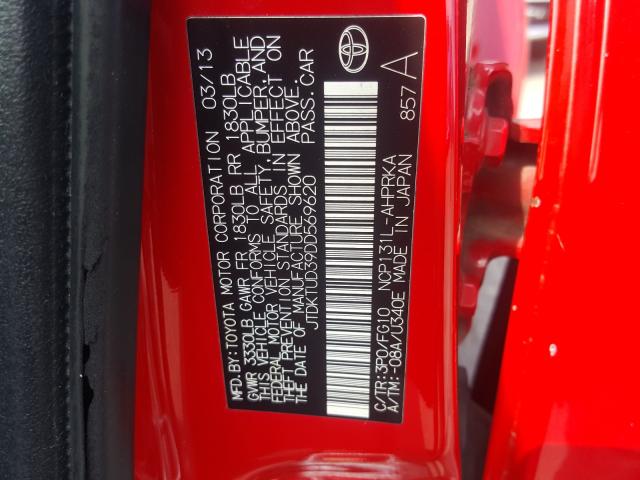 MFD.BY:TOYOTA MOTOR CORPORATION 03/13
GVWR 3330LB GAWR FR 1830LB RR 1830LB
THIS VEHICLE CONFORMS TO ALL APPLICABLE
FEDERAL MOTOR VEHICLE SAFETY, BUMPER, AND
THEFT PREVENTION STANDARDS IN EFFECT ON
THE DATE OF MANUFACTURE SHOWN ABOVE.
JTDKTUD39DD569620 PASS.CAR
C/TR:3P0/FG10 NCP131L-AHPRKA
A/TM:-08A/U340E MADE IN JAPAN
857 A